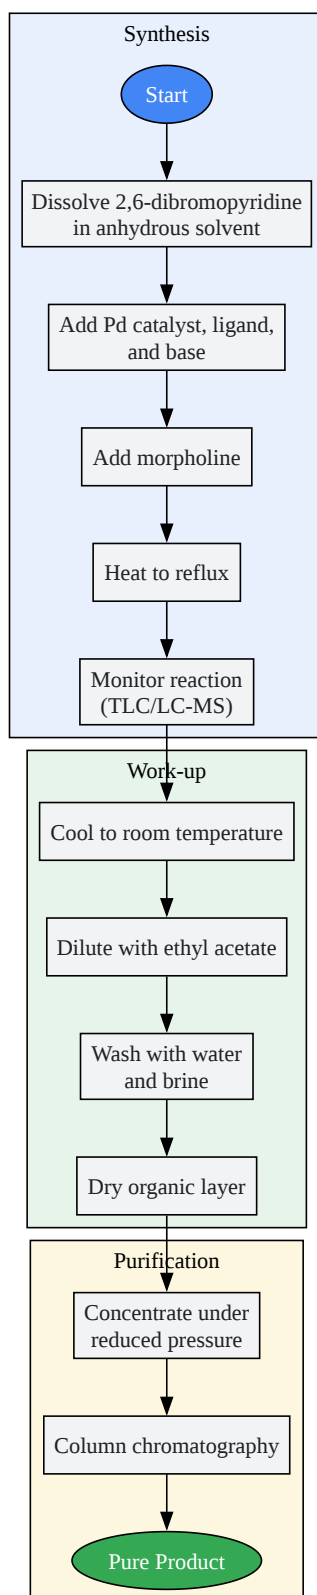 Synthesis
Start
Dissolve 2,6-dibromopyridine
in anhydrous solvent
Add Pd catalyst, ligand,
and base
Add morpholine
Heat to reflux
Monitor reaction
(TLC/LC-MS)
Work-up
Cool to room temperature
Dilute with ethyl acetate
Wash with water
and brine
Dry organic layer
Purification
Concentrate under
reduced pressure
Column chromatography
Pure Product